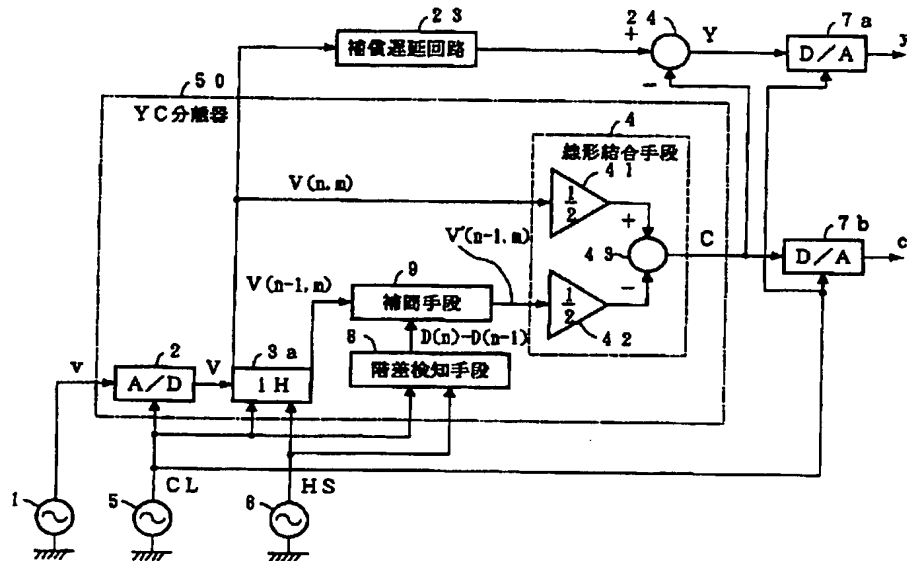 23
補償遅延回路
+
24
Y
7a
D/A
y
−
50
YC分離器
4
線形結合手段
41
1/2
V(n,m)
+
V'(n-1,m)
43
C
7b
D/A
c
−
V(n-1,m)
9
補間手段
1/2
42
D(n)-D(n-1)
8
階差検知手段
v
2
A/D
V
3a
1H
CL
HS
1
5
6